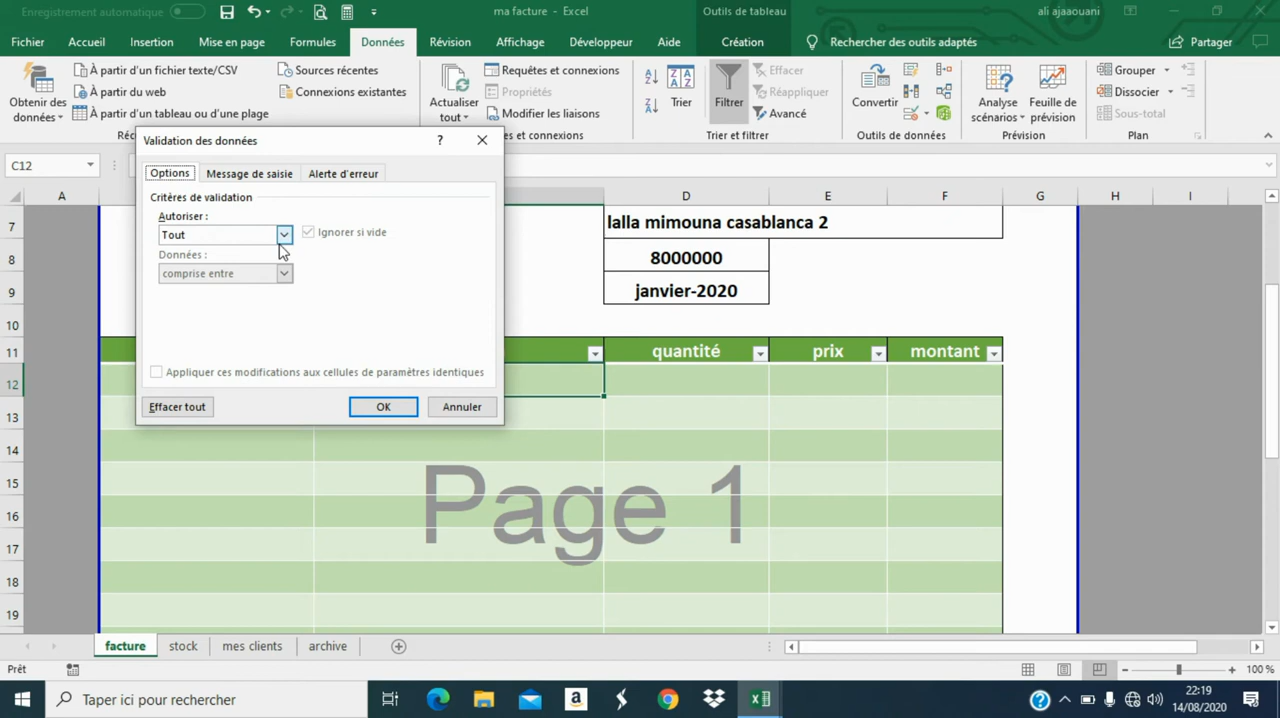 Enregistrement automatique
ma facture - Excel
Outils de tableau
ali ajaaouani
Fichier Accueil Insertion Mise en page Formules Données Révision Affichage Développeur Aide Création Rechercher des outils adaptés Partager
Obtenir des données
À partir d'un fichier texte/CSV
À partir du web
À partir d'un tableau ou d'une plage
Sources récentes
Connexions existantes
Actualiser tout
Requêtes et connexions
Propriétés
Modifier les liaisons
Trier
Filtrer
Effacer
Réappliquer
Avancé
Convertir
Analyse scénarios
Feuille de prévision
Grouper
Dissocier
Sous-total
Réc
es et connexions
Trier et filtrer
Outils de données
Prévision
Plan
C12
Validation des données
?
Options Message de saisie Alerte d'erreur
Critères de validation
Autoriser :
Tout
Ignorer si vide
Données :
comprise entre
Appliquer ces modifications aux cellules de paramètres identiques
Effacer tout OK Annuler
A D E F G H I
7 lalla mimouna casablanca 2
8 8000000
9 janvier-2020
10
11 quantité prix montant
12
13
14
15
16
17
18
19
Page 1
facture stock mes clients archive
Prêt
100 %
Taper ici pour rechercher
22:19
14/08/2020